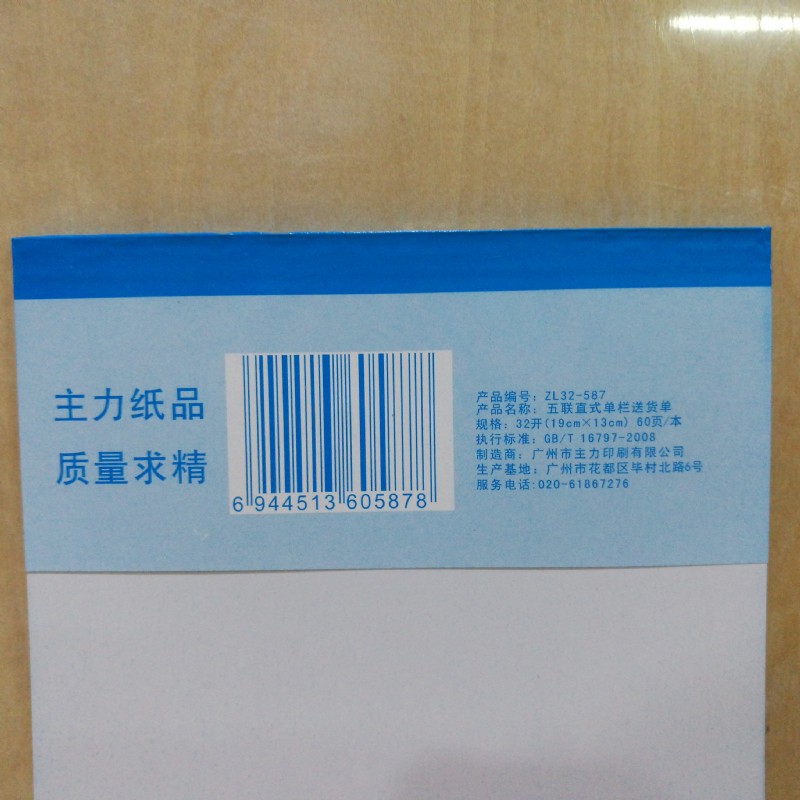 主力纸品
质量求精
6 944513 605878
产品编号: ZL32-587
产品名称: 五联直式单栏送货单
规格: 32开(19cm×13cm) 60页/本
执行标准: GB/T 16797-2008
制造商: 广州市主力印刷有限公司
生产基地: 广州市花都区毕村北路6号
服务电话:020-61867276